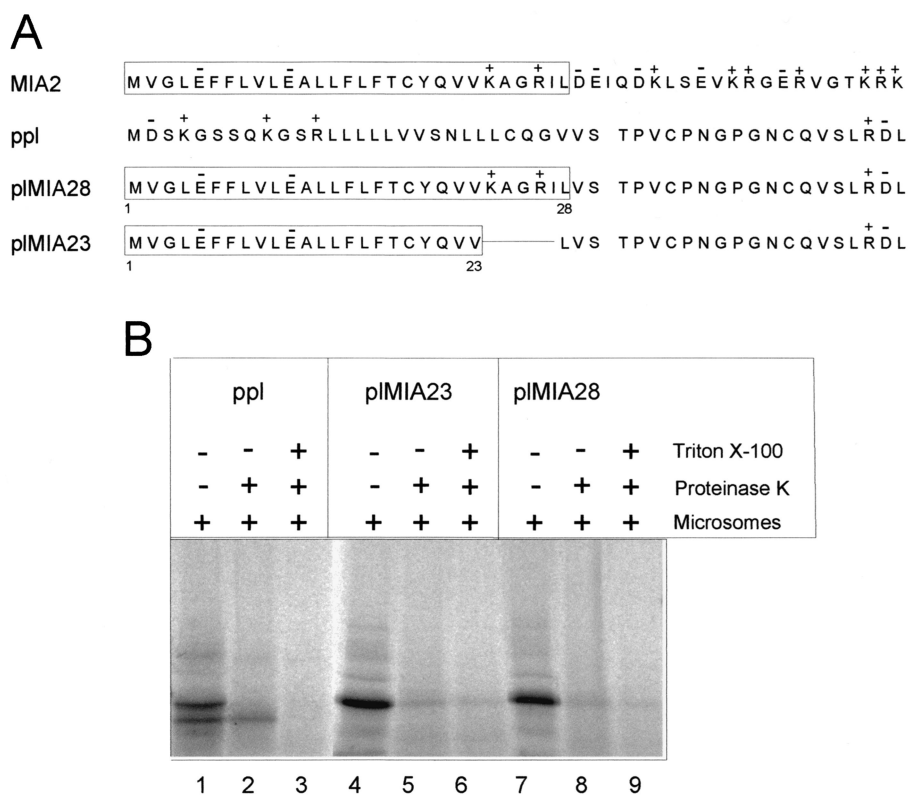 A
- - + + - - - + - + + - + + + +
MIA2 M V G L E F F L V L E A L L F L F T C Y Q V V K A G R I L D E I Q D K L S E V K R G E R V G T K R K
- + + + + -
ppl M D S K G S S Q K G S R L L L L L V V S N L L L C Q G V V S T P V C P N G P G N C Q V S L R D L
- - + + + -
plMIA28 M V G L E F F L V L E A L L F L F T C Y Q V V K A G R I L V S T P V C P N G P G N C Q V S L R D L
1 28
- - + -
plMIA23 M V G L E F F L V L E A L L F L F T C Y Q V V L V S T P V C P N G P G N C Q V S L R D L
1 23
B
ppl plMIA23 plMIA28
- - + - - + - - + Triton X-100
- + + - + + - + + Proteinase K
+ + + + + + + + + Microsomes
1 2 3 4 5 6 7 8 9